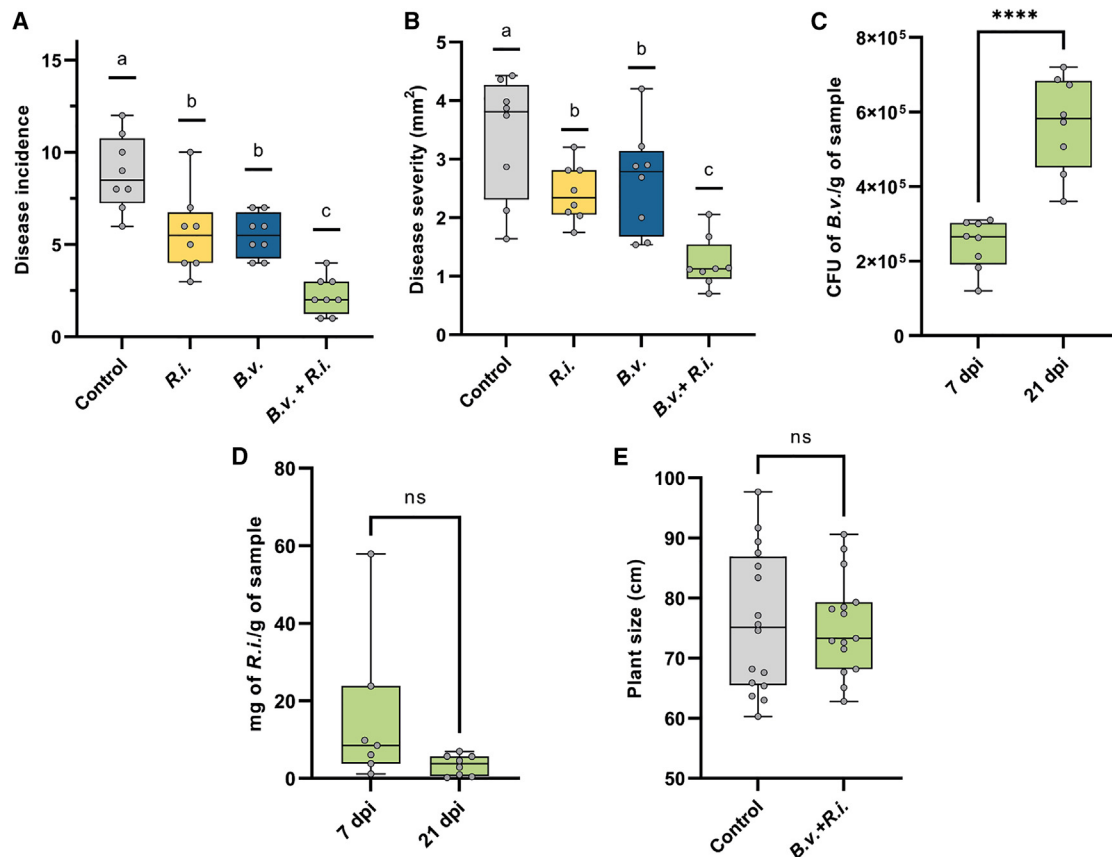 A
Disease incidence
15
10
5
0
a
b
b
c
Control
R.i.
B.v.
B.v. + R.i.
B
Disease severity (mm²)
5
4
3
2
1
0
a
b
b
c
Control
R.i.
B.v.
B.v.+ R.i.
C
CFU of B.v./g of sample
8×10⁵
6×10⁵
4×10⁵
2×10⁵
0
****
7 dpi
21 dpi
D
mg of R.i./g of sample
80
60
40
20
0
ns
7 dpi
21 dpi
E
Plant size (cm)
100
90
80
70
60
50
ns
Control
B.v.+R.i.